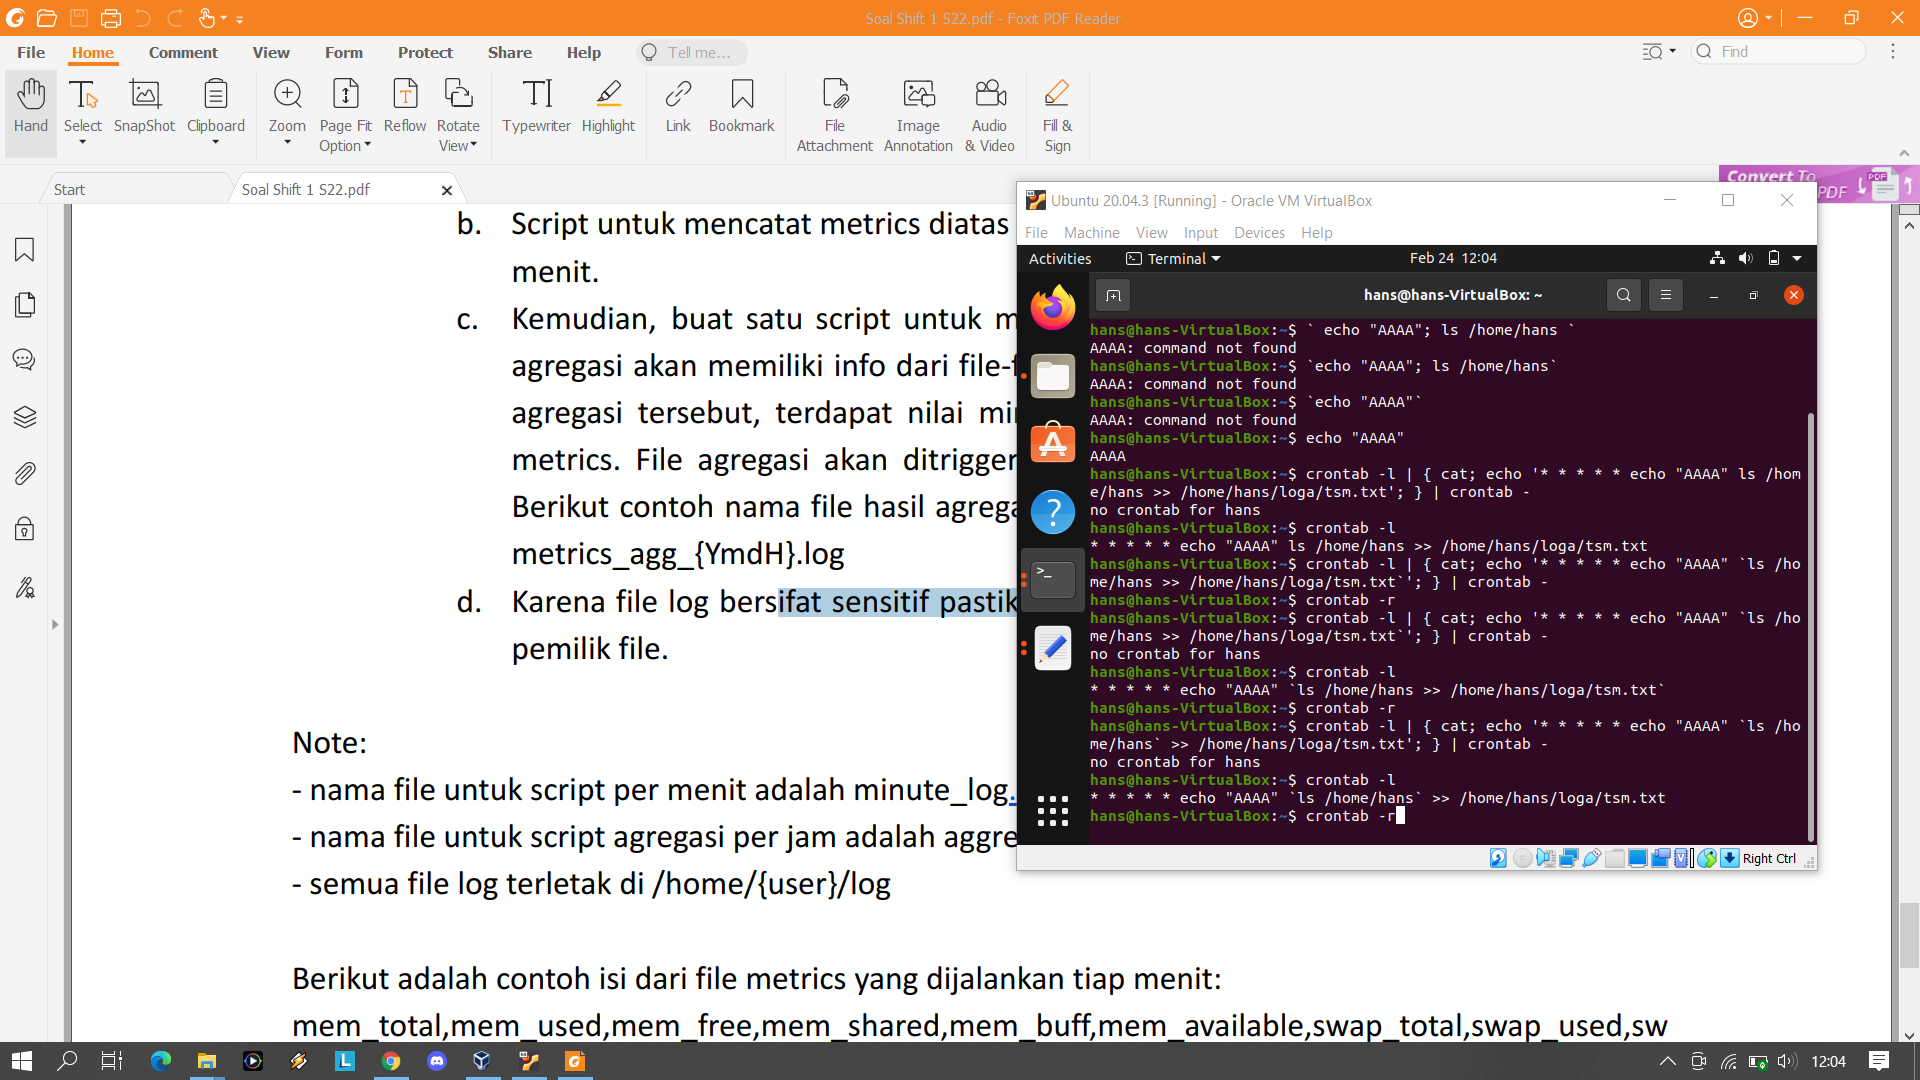 Soal Shift 1 S22.pdf - Foxit PDF Reader
File Home Comment View Form Protect Share Help Tell me... Find
Hand Select SnapShot Clipboard Zoom Page Fit Option Reflow Rotate View Typewriter Highlight Link Bookmark File Attachment Image Annotation Audio & Video Fill & Sign
Start Soal Shift 1 S22.pdf
Convert To
PDF
PDF
b. Script untuk mencatat metrics diatas
menit.
c. Kemudian, buat satu script untuk m
agregasi akan memiliki info dari file-f
agregasi tersebut, terdapat nilai min
metrics. File agregasi akan ditrigger
Berikut contoh nama file hasil agrega
metrics_agg_{YmdH}.log
d. Karena file log bersifat sensitif pastik
pemilik file.
Note:
- nama file untuk script per menit adalah minute_log.
- nama file untuk script agregasi per jam adalah aggre
- semua file log terletak di /home/{user}/log
Berikut adalah contoh isi dari file metrics yang dijalankan tiap menit:
mem_total,mem_used,mem_free,mem_shared,mem_buff,mem_available,swap_total,swap_used,sw
Ubuntu 20.04.3 [Running] - Oracle VM VirtualBox
File Machine View Input Devices Help
Activities Terminal Feb 24 12:04
hans@hans-VirtualBox: ~
hans@hans-VirtualBox:~$ ` echo "AAAA"; ls /home/hans `
AAAA: command not found
hans@hans-VirtualBox:~$ `echo "AAAA"; ls /home/hans`
AAAA: command not found
hans@hans-VirtualBox:~$ `echo "AAAA"`
AAAA: command not found
hans@hans-VirtualBox:~$ echo "AAAA"
AAAA
hans@hans-VirtualBox:~$ crontab -l | { cat; echo '* * * * * echo "AAAA" ls /hom
e/hans >> /home/hans/loga/tsm.txt'; } | crontab -
no crontab for hans
hans@hans-VirtualBox:~$ crontab -l
* * * * * echo "AAAA" ls /home/hans >> /home/hans/loga/tsm.txt
hans@hans-VirtualBox:~$ crontab -l | { cat; echo '* * * * * echo "AAAA" `ls /ho
me/hans >> /home/hans/loga/tsm.txt`'; } | crontab -
hans@hans-VirtualBox:~$ crontab -r
hans@hans-VirtualBox:~$ crontab -l | { cat; echo '* * * * * echo "AAAA" `ls /ho
me/hans >> /home/hans/loga/tsm.txt`'; } | crontab -
no crontab for hans
hans@hans-VirtualBox:~$ crontab -l
* * * * * echo "AAAA" `ls /home/hans >> /home/hans/loga/tsm.txt`
hans@hans-VirtualBox:~$ crontab -r
hans@hans-VirtualBox:~$ crontab -l | { cat; echo '* * * * * echo "AAAA" `ls /ho
me/hans` >> /home/hans/loga/tsm.txt'; } | crontab -
no crontab for hans
hans@hans-VirtualBox:~$ crontab -l
* * * * * echo "AAAA" `ls /home/hans` >> /home/hans/loga/tsm.txt
hans@hans-VirtualBox:~$ crontab -r
Right Ctrl
12:04